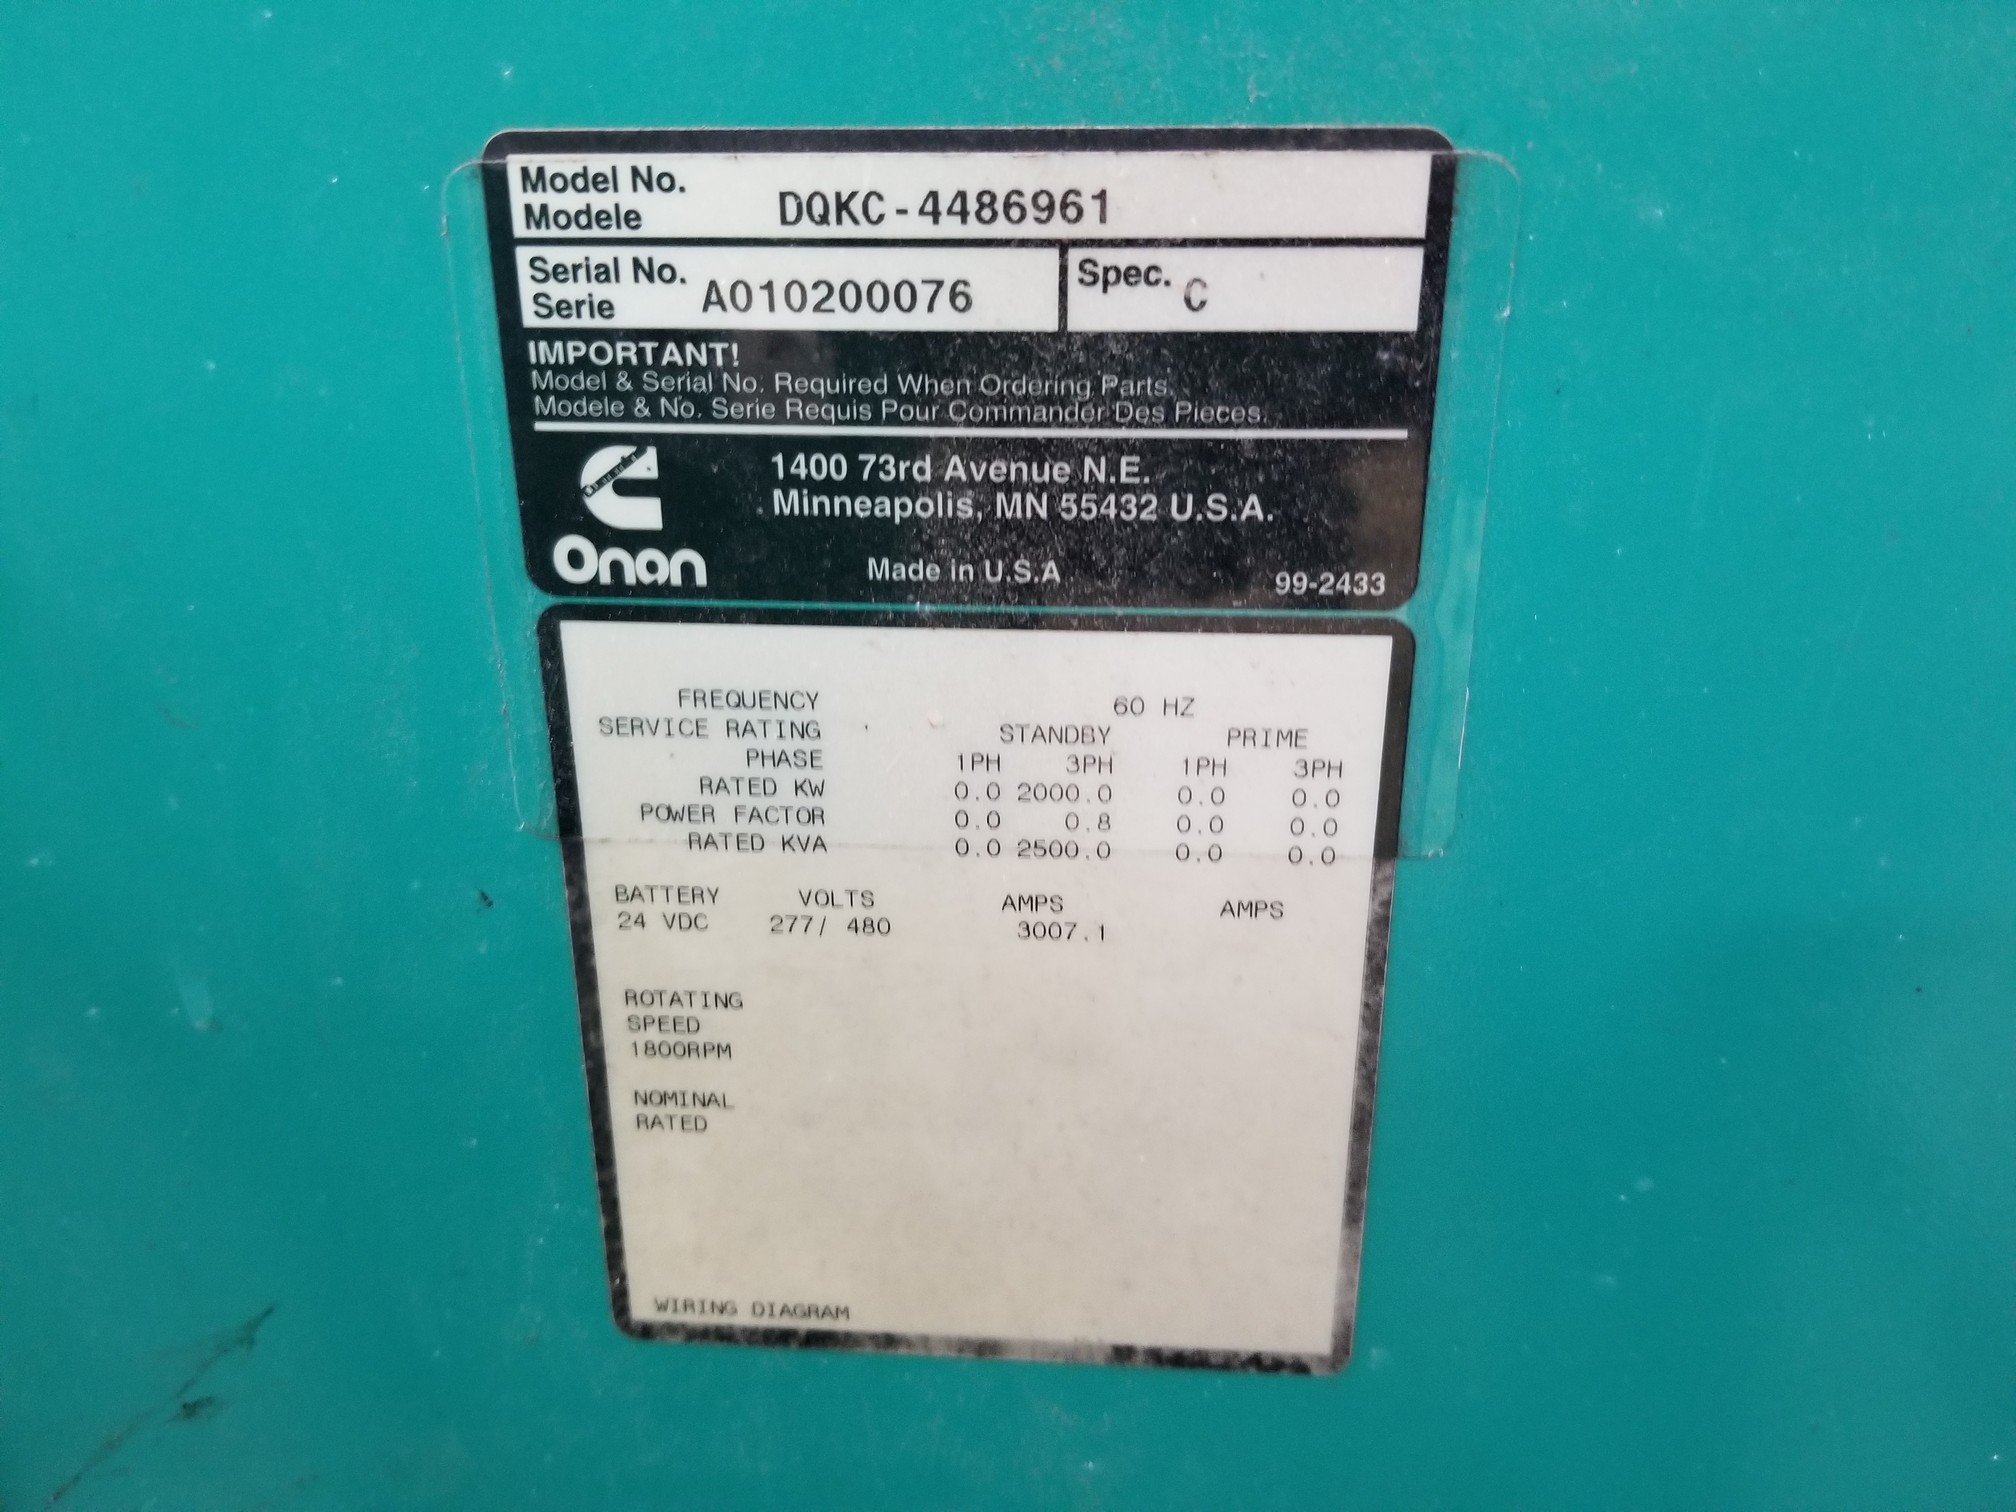 Model No.
Modele
DQKC-4486961
Serial No.
Serie
A010200076
Spec. C
IMPORTANT!
Model & Serial No. Required When Ordering Parts.
Modele & No. Serie Requis Pour Commander Des Pieces.
1400 73rd Avenue N.E.
Minneapolis, MN 55432 U.S.A.
Onan
Made in U.S.A
99-2433
FREQUENCY 60 HZ
SERVICE RATING STANDBY PRIME
PHASE 1PH 3PH 1PH 3PH
RATED KW 0.0 2000.0 0.0 0.0
POWER FACTOR 0.0 0.8 0.0 0.0
RATED KVA 0.0 2500.0 0.0 0.0
BATTERY VOLTS AMPS AMPS
24 VDC 277/ 480 3007.1
ROTATING
SPEED
1800RPM
NOMINAL
RATED
WIRING DIAGRAM